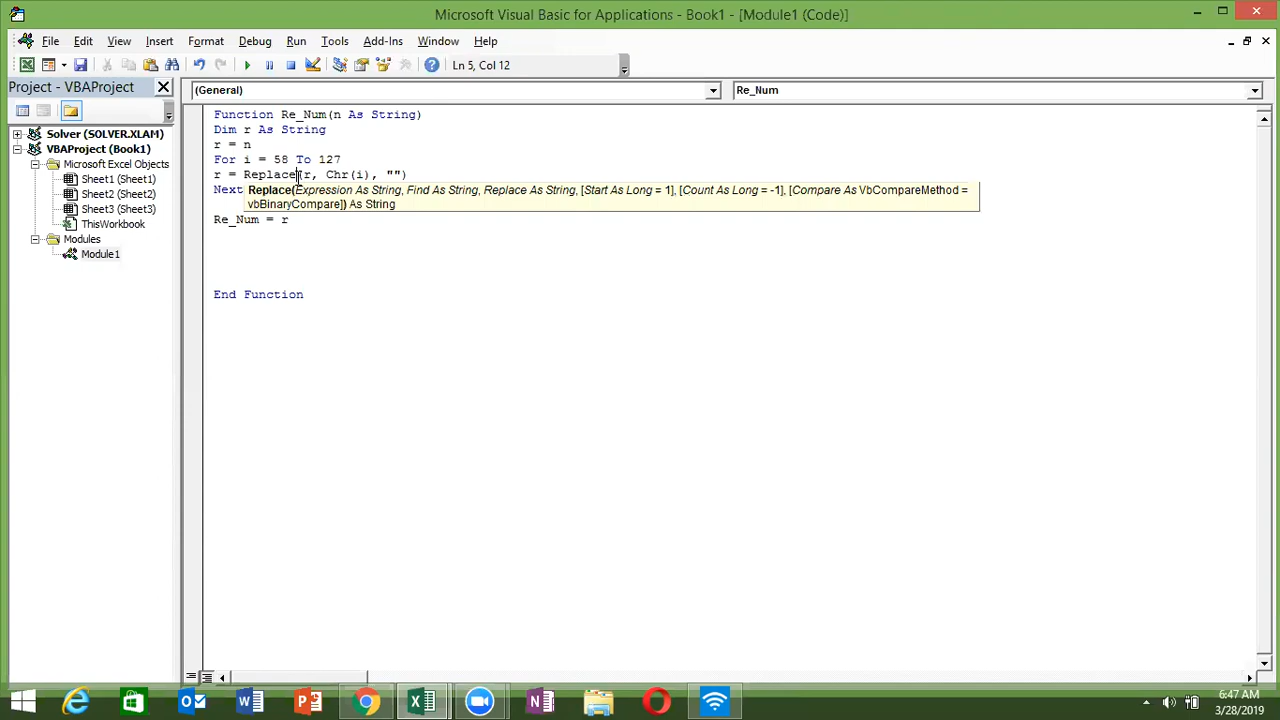 Microsoft Visual Basic for Applications - Book1 - [Module1 (Code)]
File Edit View Insert Format Debug Run Tools Add-Ins Window Help
Ln 5, Col 12
Project - VBAProject
(General)
Re_Num
Solver (SOLVER.XLAM)
VBAProject (Book1)
Microsoft Excel Objects
Sheet1 (Sheet1)
Sheet2 (Sheet2)
Sheet3 (Sheet3)
ThisWorkbook
Modules
Module1
Function Re_Num(n As String)
Dim r As String
r = n
For i = 58 To 127
r = Replace(r, Chr(i), "")
Next
Replace(Expression As String, Find As String, Replace As String, [Start As Long = 1], [Count As Long = -1], [Compare As VbCompareMethod =
vbBinaryCompare]) As String
Re_Num = r
End Function
6:47 AM
3/28/2019